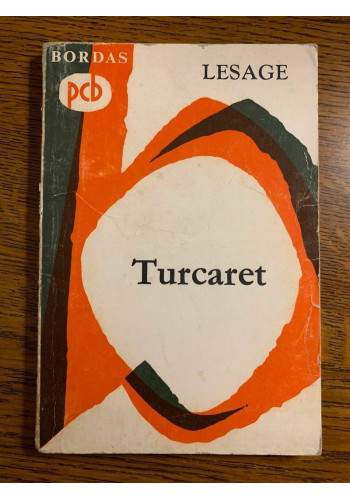 BORDAS
pcb
LESAGE
Turcaret